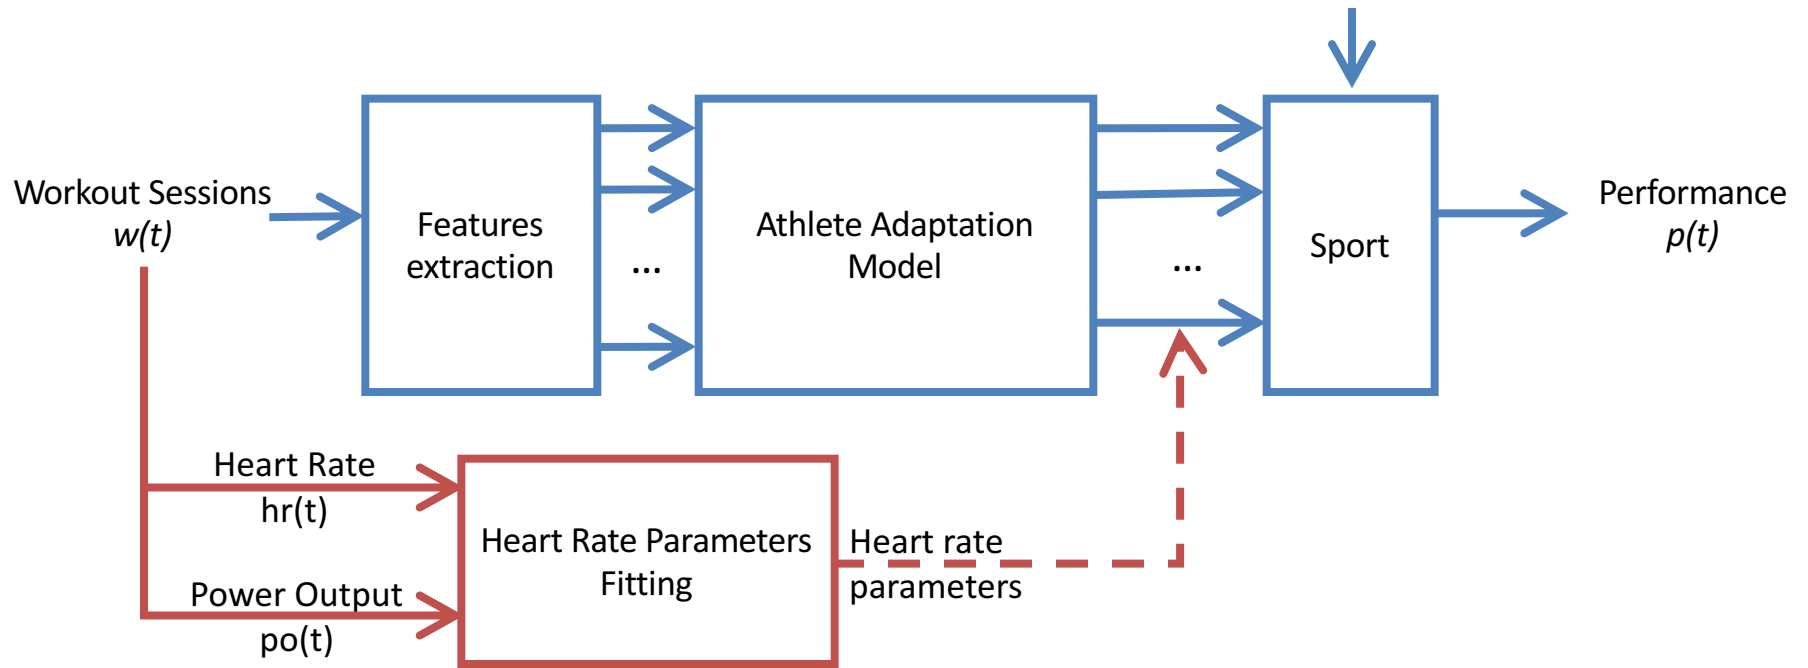 Workout Sessions
w(t)
Features
extraction
...
Athlete Adaptation
Model
...
Sport
Performance
p(t)
Heart Rate
hr(t)
Power Output
po(t)
Heart Rate Parameters
Fitting
Heart rate
parameters